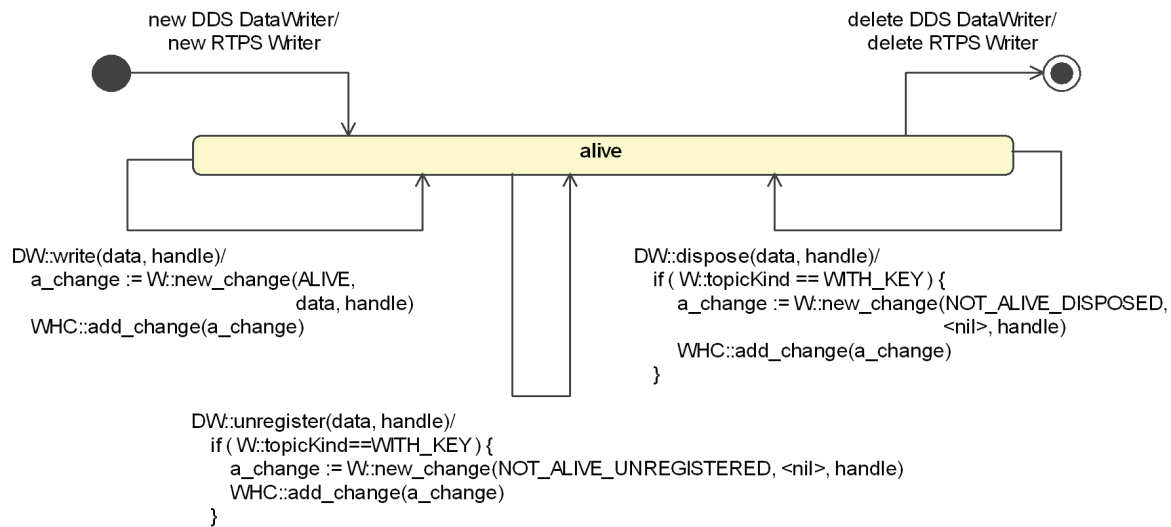 new DDS DataWriter/
new RTPS Writer
delete DDS DataWriter/
delete RTPS Writer
alive
DW::write(data, handle)/
a_change := W::new_change(ALIVE,
data, handle)
WHC::add_change(a_change)
DW::dispose(data, handle)/
if ( W::topicKind == WITH_KEY ) {
a_change := W::new_change(NOT_ALIVE_DISPOSED,
<nil>, handle)
WHC::add_change(a_change)
}
DW::unregister(data, handle)/
if ( W::topicKind==WITH_KEY ) {
a_change := W::new_change(NOT_ALIVE_UNREGISTERED, <nil>, handle)
WHC::add_change(a_change)
}